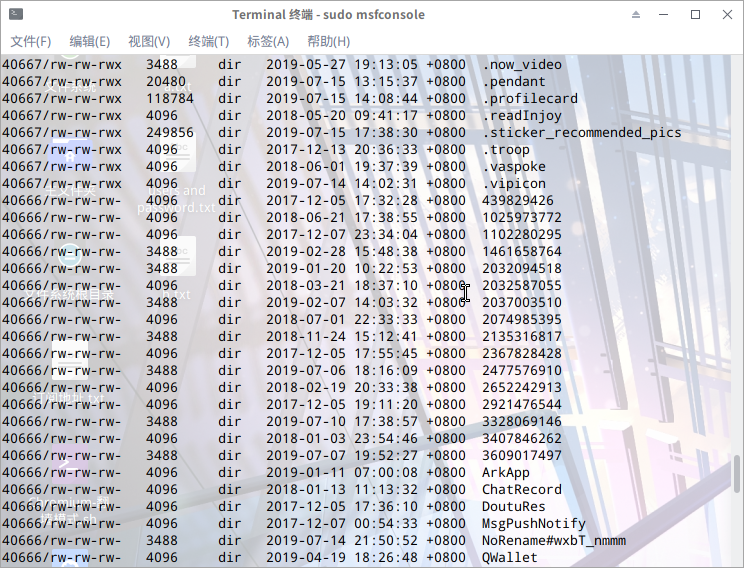 Terminal 终端 - sudo msfconsole
文件(F) 编辑(E) 视图(V) 终端(T) 标签(A) 帮助(H)
40667/rw-rw-rwx 3488 dir 2019-05-27 19:13:05 +0800 .now_video
40667/rw-rw-rwx 20480 dir 2019-07-15 13:15:37 +0800 .pendant
40667/rw-rw-rwx 118784 dir 2019-07-15 14:08:44 +0800 .profilecard
40667/rw-rw-rwx 4096 dir 2018-05-20 09:41:17 +0800 .readInjoy
40667/rw-rw-rwx 249856 dir 2019-07-15 17:38:30 +0800 .sticker_recommended_pics
40667/rw-rw-rwx 4096 dir 2017-12-13 20:36:33 +0800 .troop
40667/rw-rw-rwx 4096 dir 2018-06-21 19:37:39 +0800 .vaspoke
40667/rw-rw-rwx 4096 dir 2019-07-14 14:02:31 +0800 .vipicon
40666/rw-rw-rw- 4096 dir 2017-12-05 17:32:28 +0800 439829426
40666/rw-rw-rw- 4096 dir 2018-06-21 17:38:55 +0800 1025973772
40666/rw-rw-rw- 4096 dir 2017-12-07 23:34:04 +0800 1102280295
40666/rw-rw-rw- 3488 dir 2019-02-28 15:48:38 +0800 1461658764
40666/rw-rw-rw- 3488 dir 2019-01-20 10:22:53 +0800 2032094518
40666/rw-rw-rw- 4096 dir 2018-03-21 18:37:10 +0800 2032587055
40666/rw-rw-rw- 3488 dir 2019-02-07 14:03:32 +0800 2037003510
40666/rw-rw-rw- 4096 dir 2018-07-01 22:33:33 +0800 2074985395
40666/rw-rw-rw- 3488 dir 2018-11-24 15:12:41 +0800 2135316817
40666/rw-rw-rw- 4096 dir 2017-12-05 17:55:45 +0800 2367828428
40666/rw-rw-rw- 3488 dir 2019-07-06 18:16:09 +0800 2477576910
40666/rw-rw-rw- 4096 dir 2018-02-19 20:33:38 +0800 2652242913
40666/rw-rw-rw- 4096 dir 2017-12-05 19:11:20 +0800 2921476544
40666/rw-rw-rw- 3488 dir 2019-07-10 17:38:57 +0800 3328069146
40666/rw-rw-rw- 4096 dir 2018-01-03 23:54:46 +0800 3407846262
40666/rw-rw-rw- 3488 dir 2019-07-07 19:52:27 +0800 3609017497
40666/rw-rw-rw- 4096 dir 2019-01-11 07:00:08 +0800 ArkApp
40666/rw-rw-rw- 4096 dir 2018-01-13 11:13:32 +0800 ChatRecord
40666/rw-rw-rw- 4096 dir 2017-12-05 17:36:10 +0800 DoutuRes
40666/rw-rw-rw- 4096 dir 2017-12-07 00:54:33 +0800 MsgPushNotify
40666/rw-rw-rw- 3488 dir 2019-07-14 21:50:52 +0800 NoRename#wxbT_nmmm
40666/rw-rw-rw- 4096 dir 2019-04-19 18:26:48 +0800 QWallet